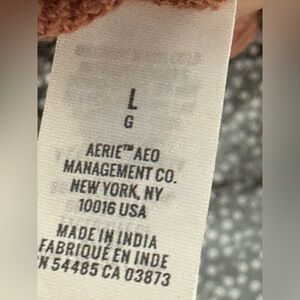 L
G
AERIE™ AEO
MANAGEMENT CO.
NEW YORK, NY
10016 USA
MADE IN INDIA
FABRIQUÉ EN INDE
RN 54485 CA 03873